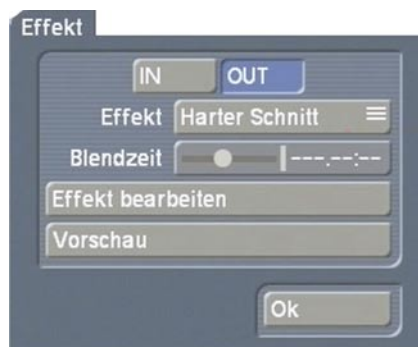 Effekt
IN OUT
Effekt Harter Schnitt
Blendzeit ---.--:--
Effekt bearbeiten
Vorschau
Ok